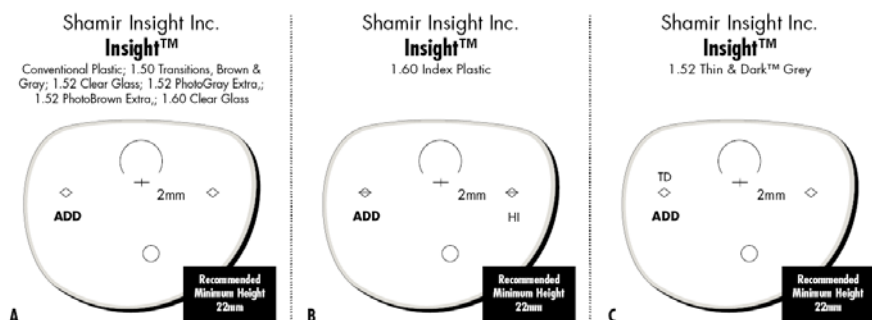 Shamir Insight Inc.
Insight™
Conventional Plastic; 1.50 Transitions, Brown &
Gray; 1.52 Clear Glass; 1.52 PhotoGray Extra,;
1.52 PhotoBrown Extra,; 1.60 Clear Glass
2mm
ADD
Recommended
Minimum Height
22mm
A
Shamir Insight Inc.
Insight™
1.60 Index Plastic
2mm
ADD
HI
Recommended
Minimum Height
22mm
B
Shamir Insight Inc.
Insight™
1.52 Thin & Dark™ Grey
TD
2mm
ADD
Recommended
Minimum Height
22mm
C